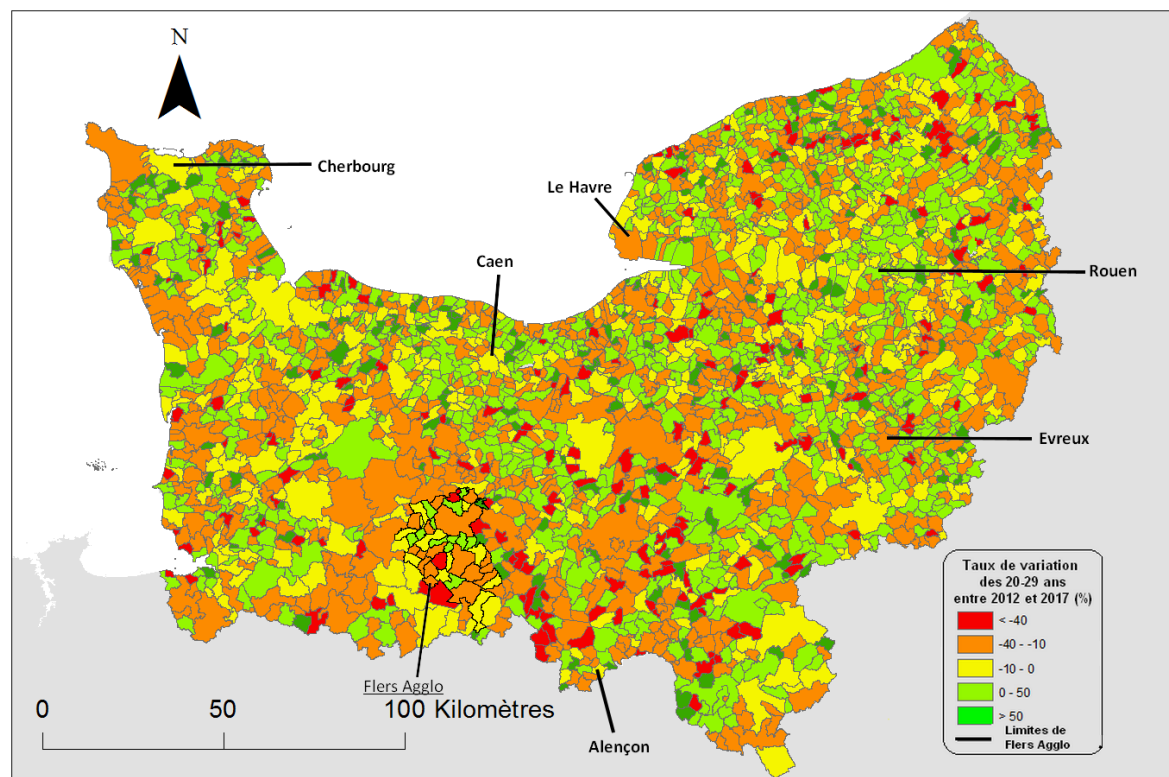 N
Cherbourg
Le Havre
Caen
Rouen
Evreux
Flers Agglo
Alençon
0 50 100 Kilomètres
Taux de variation
des 20-29 ans
entre 2012 et 2017 (%)
< -40
-40 - -10
-10 - 0
0 - 50
> 50
Limites de
Flers Agglo